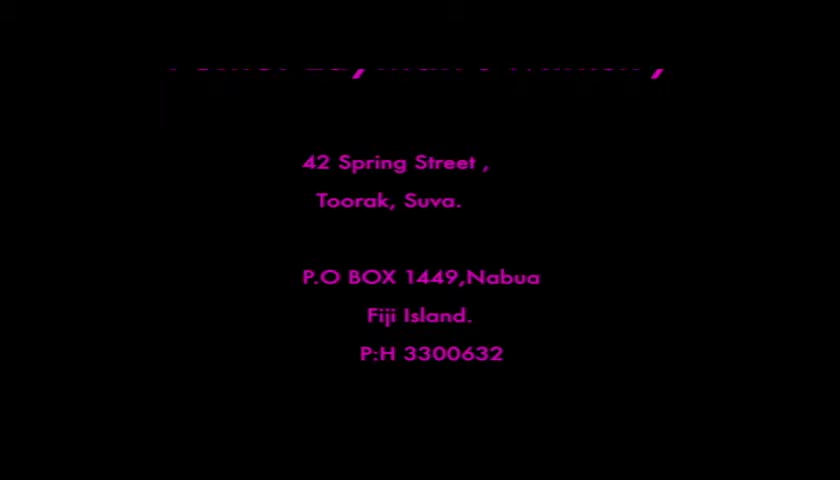 42 Spring Street ,
Toorak, Suva.
P.O BOX 1449,Nabua
Fiji Island.
P:H 3300632